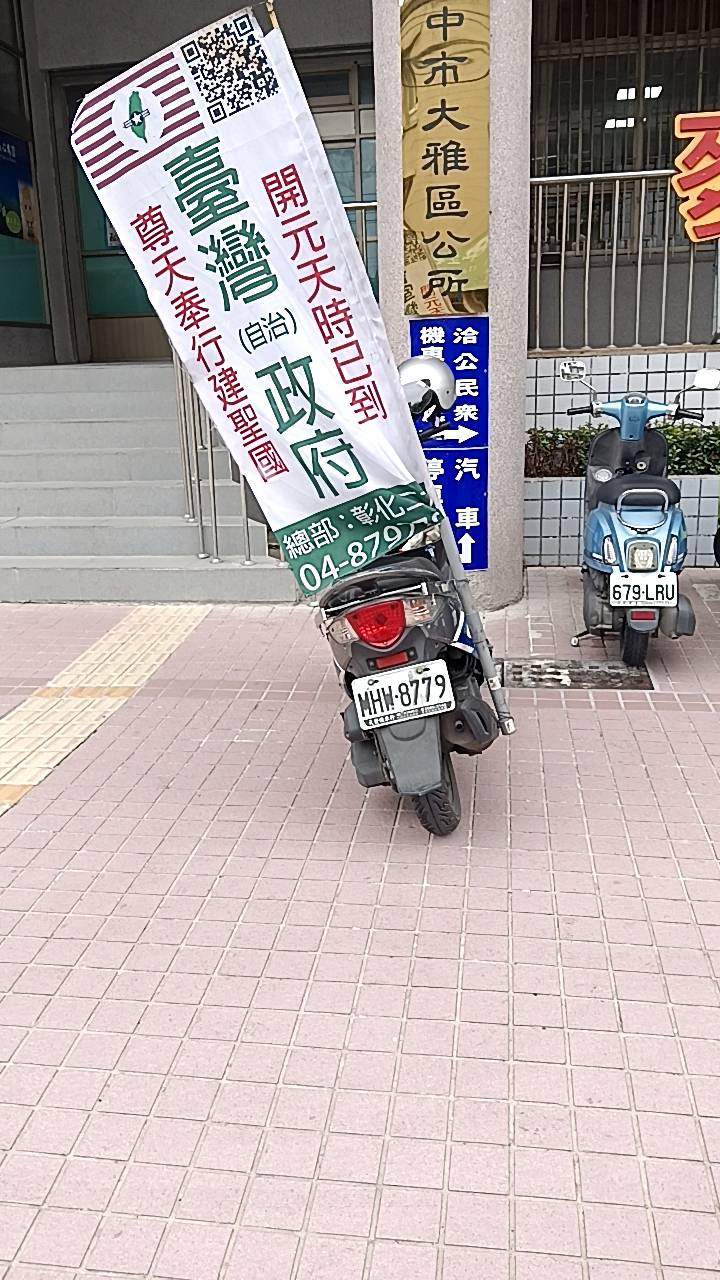 開元天時已到
臺灣
(自治)
政府
尊天奉行建聖國
總部：彰化
04-879
中市大雅區公所
洽公民眾
機車
停車
汽車
MHW-8779
679-LRU